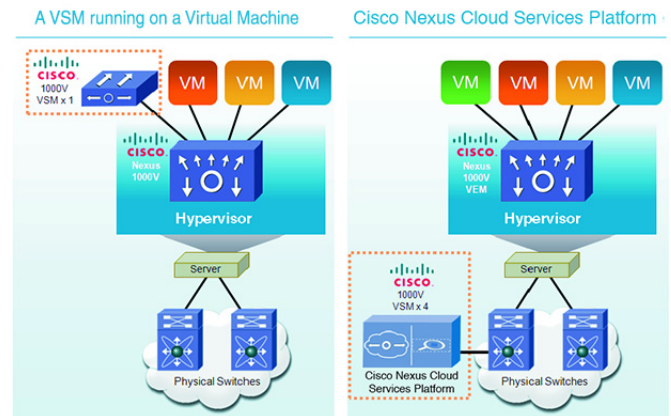 A VSM running on a Virtual Machine
CISCO.
1000V
VSM x 1
VM
VM
VM
CISCO.
Nexus
1000V
Hypervisor
Server
Physical Switches
Cisco Nexus Cloud Services Platform
VM
VM
VM
VM
CISCO.
Nexus
1000V
VEM
Hypervisor
Server
CISCO.
1000V
VSM x 4
Cisco Nexus Cloud
Services Platform
Physical Switches